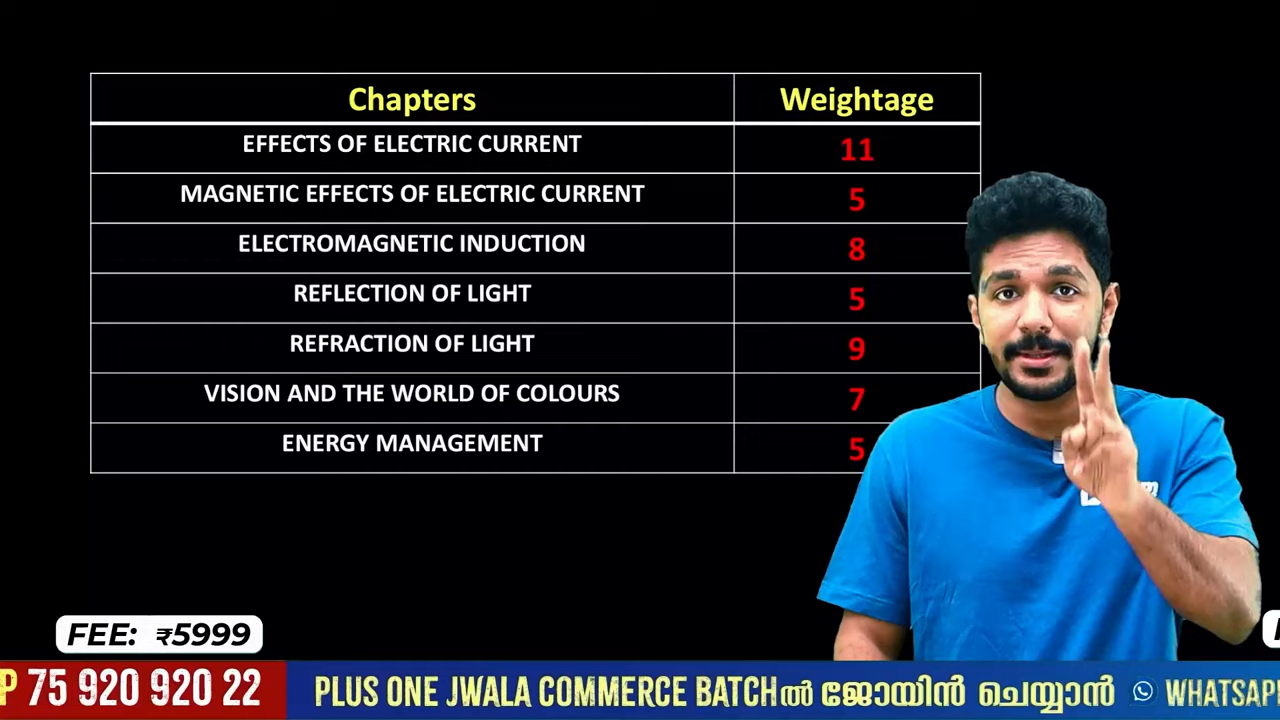 Chapters Weightage
EFFECTS OF ELECTRIC CURRENT 11
MAGNETIC EFFECTS OF ELECTRIC CURRENT 5
ELECTROMAGNETIC INDUCTION 8
REFLECTION OF LIGHT 5
REFRACTION OF LIGHT 9
VISION AND THE WORLD OF COLOURS 7
ENERGY MANAGEMENT 5
FEE: ₹5999
P 75 920 920 22 PLUS ONE JWALA COMMERCE BATCHൽ ജോയിൻ ചെയ്യാൻ WHATSAP